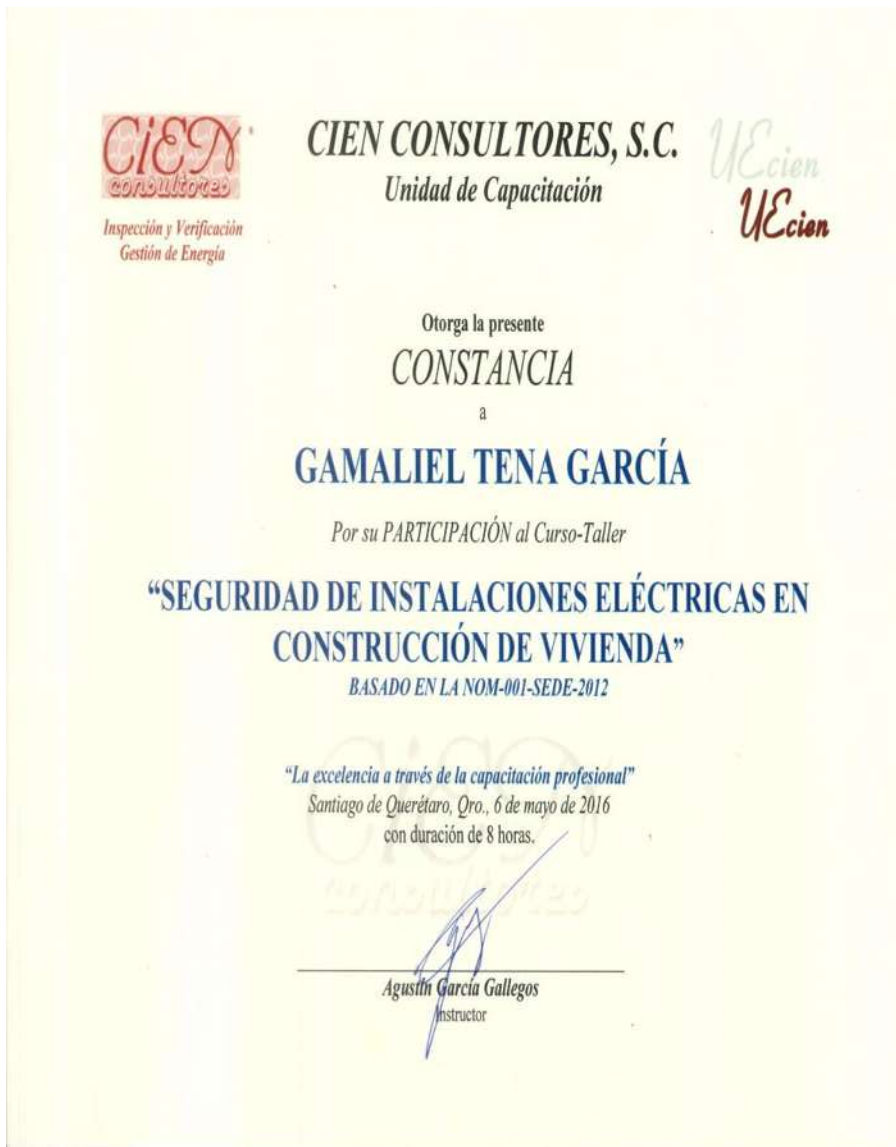 CiEN
consultores
Inspección y Verificación
Gestión de Energía
CIEN CONSULTORES, S.C.
Unidad de Capacitación
UEcien
UEcien
Otorga la presente
CONSTANCIA
a
GAMALIEL TENA GARCÍA
Por su PARTICIPACIÓN al Curso-Taller
“SEGURIDAD DE INSTALACIONES ELÉCTRICAS EN
CONSTRUCCIÓN DE VIVIENDA”
BASADO EN LA NOM-001-SEDE-2012
“La excelencia a través de la capacitación profesional”
Santiago de Querétaro, Qro., 6 de mayo de 2016
con duración de 8 horas.
CiEN
consultores
Agustín García Gallegos
Instructor